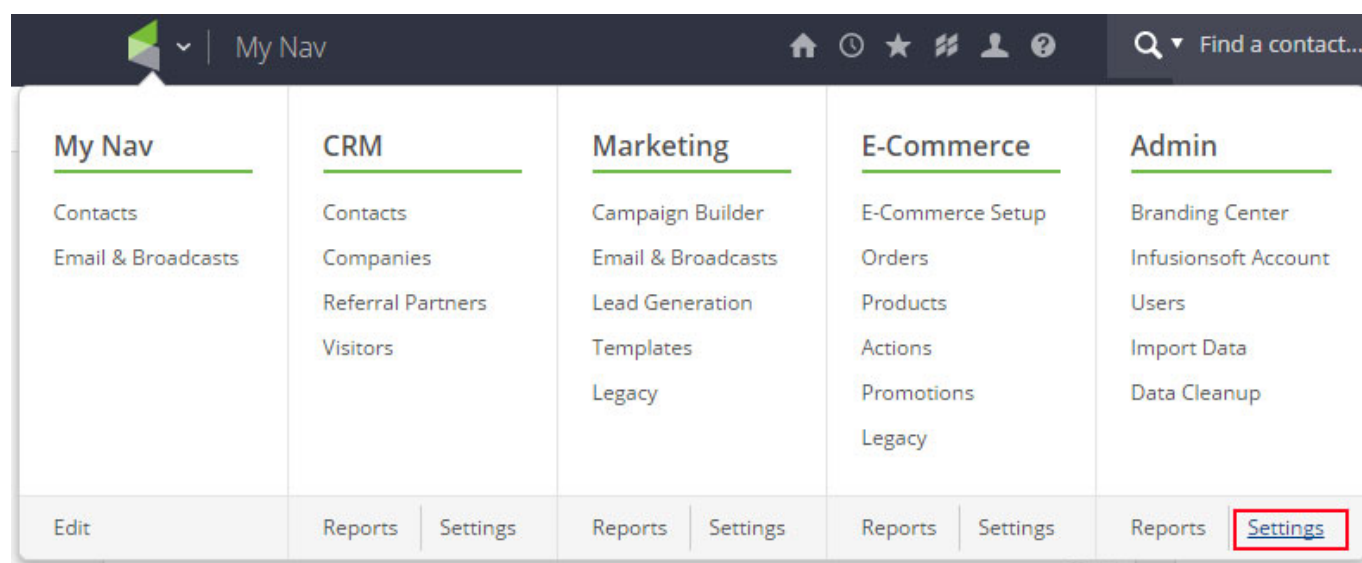 My Nav
Find a contact...
My Nav
Contacts
Email & Broadcasts
Edit
CRM
Contacts
Companies
Referral Partners
Visitors
Reports
Settings
Marketing
Campaign Builder
Email & Broadcasts
Lead Generation
Templates
Legacy
Reports
Settings
E-Commerce
E-Commerce Setup
Orders
Products
Actions
Promotions
Legacy
Reports
Settings
Admin
Branding Center
Infusionsoft Account
Users
Import Data
Data Cleanup
Reports
Settings